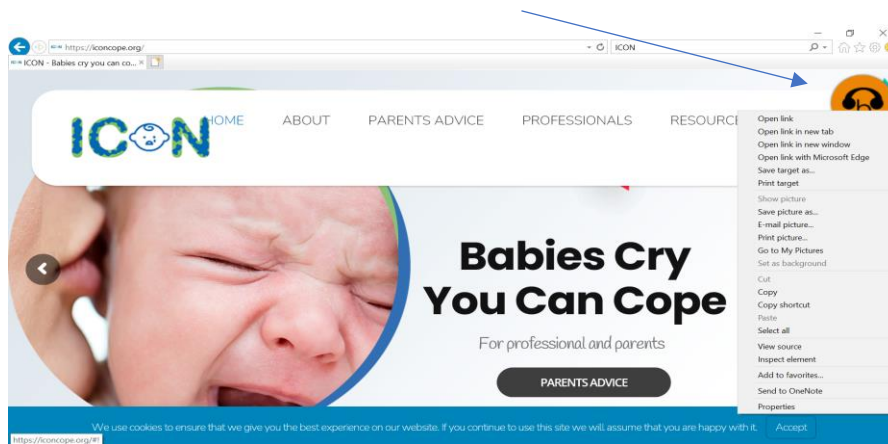 https://iconcope.org/
ICON
ICON - Babies cry you can co...
ICON
HOME
ABOUT
PARENTS ADVICE
PROFESSIONALS
RESOURCE
Open link
Open link in new tab
Open link in new window
Open link with Microsoft Edge
Save target as...
Print target
Show picture
Save picture as...
E-mail picture...
Print picture...
Go to My Pictures
Set as background
Cut
Copy
Copy shortcut
Paste
Select all
View source
Inspect element
Add to favorites...
Send to OneNote
Properties
Babies Cry
You Can Cope
For professional and parents
PARENTS ADVICE
We use cookies to ensure that we give you the best experience on our website. If you continue to use this site we will assume that you are happy with it.
Accept
https://iconcope.org/#!